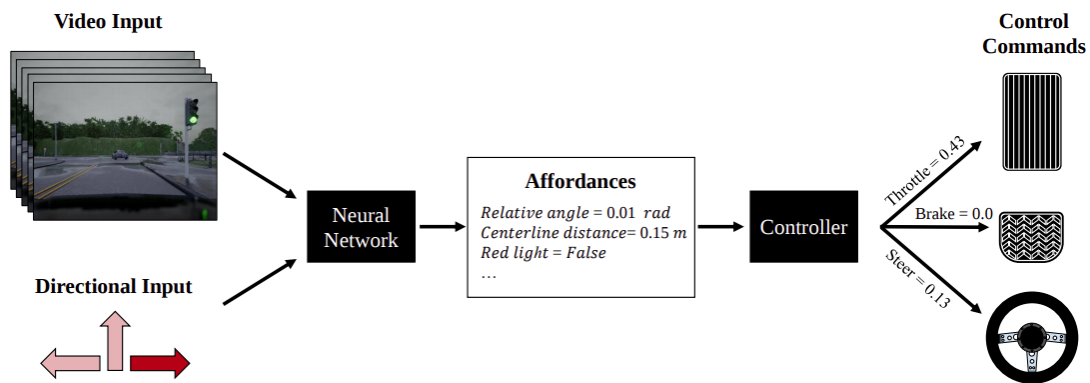 Video Input
Directional Input
Neural
Network
Affordances
Relative angle = 0.01 rad
Centerline distance= 0.15 m
Red light = False
…
Controller
Control
Commands
Throttle = 0.43
Brake = 0.0
Steer = 0.13